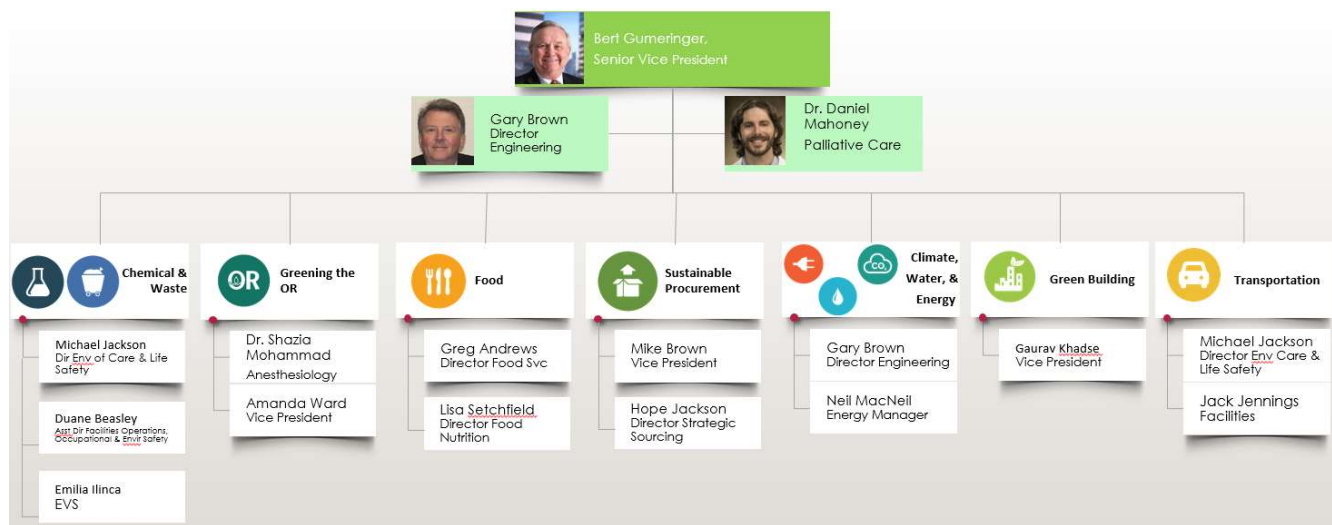 Bert Gumeringer,
Senior Vice President
Gary Brown
Director
Engineering
Dr. Daniel
Mahoney
Palliative Care
Chemical &
Waste
OR
Greening the
OR
Food
Sustainable
Procurement
CO2
Climate,
Water, &
Energy
Green Building
Transportation
Michael Jackson
Dir Env of Care & Life
Safety
Duane Beasley
Asst Dir Facilities Operations,
Occupational & Envir Safety
Emilia Ilinca
EVS
Dr. Shazia
Mohammad
Anesthesiology
Amanda Ward
Vice President
Greg Andrews
Director Food Svc
Lisa Setchfield
Director Food
Nutrition
Mike Brown
Vice President
Hope Jackson
Director Strategic
Sourcing
Gary Brown
Director Engineering
Neil MacNeil
Energy Manager
Gaurav Khadse
Vice President
Michael Jackson
Director Env Care &
Life Safety
Jack Jennings
Facilities